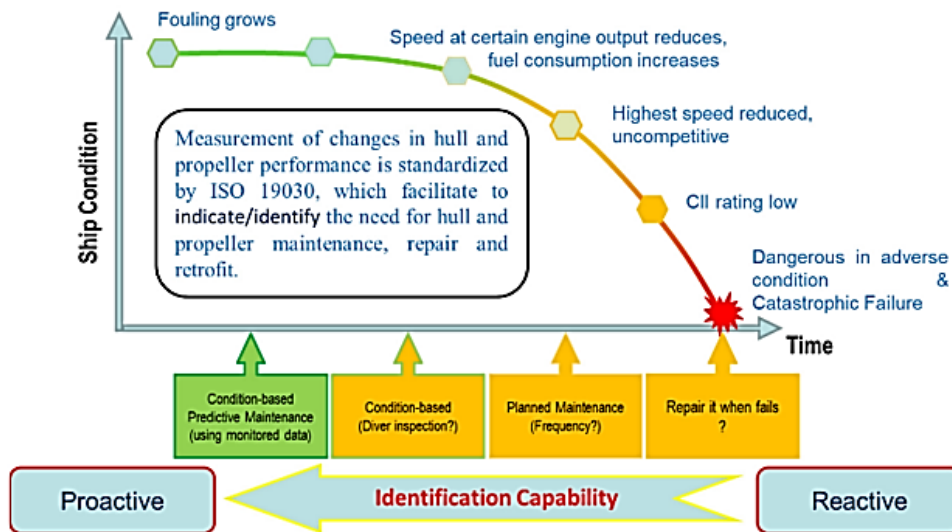 Fouling grows
Speed at certain engine output reduces,
fuel consumption increases
Highest speed reduced,
uncompetitive
Measurement of changes in hull and
propeller performance is standardized
by ISO 19030, which facilitate to
indicate/identify the need for hull and
propeller maintenance, repair and
retrofit.
CII rating low
Dangerous in adverse
condition &
Catastrophic Failure
Ship Condition
Time
Condition-based
Predictive Maintenance
(using monitored data)
Condition-based
(Diver inspection?)
Planned Maintenance
(Frequency?)
Repair it when fails
?
Proactive
Identification Capability
Reactive